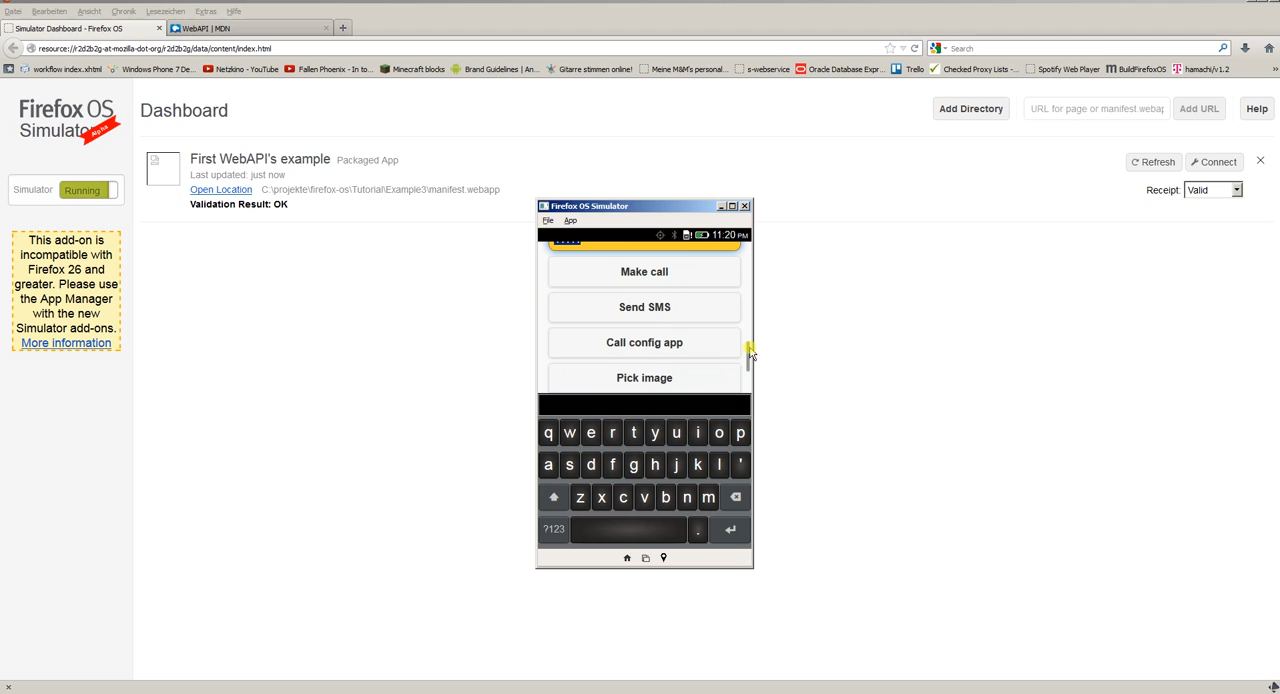 Datei Bearbeiten Ansicht Chronik Lesezeichen Extras Hilfe
Simulator Dashboard - Firefox OS WebAPI | MDN
resource://r2d2b2g-at-mozilla-dot-org/r2d2b2g/data/content/index.html Search
workflow index.xhtml Windows Phone 7 De... Netzkino - YouTube Fallen Phoenix - In to... Minecraft blocks Brand Guidelines | An... Gitarre stimmen online! Meine M&M's personal... s-webservice Oracle Database Expr... Trello Checked Proxy Lists - ... Spotify Web Player BuildFirefoxOS hamachi/v1.2
Firefox OS
Simulator
Alpha
Dashboard
Add Directory URL for page or manifest.webap Add URL Help
Simulator Running
First WebAPI's example Packaged App
Last updated: just now
Open Location C:\projekte\firefox-os\Tutorial\Example3\manifest.webapp
Validation Result: OK
Refresh Connect
Receipt: Valid
This add-on is
incompatible with
Firefox 26 and
greater. Please use
the App Manager
with the new
Simulator add-ons.
More information
Firefox OS Simulator
File App
11:20 PM
Make call
Send SMS
Call config app
Pick image
q w e r t y u i o p
a s d f g h j k l '
z x c v b n m
?123 .